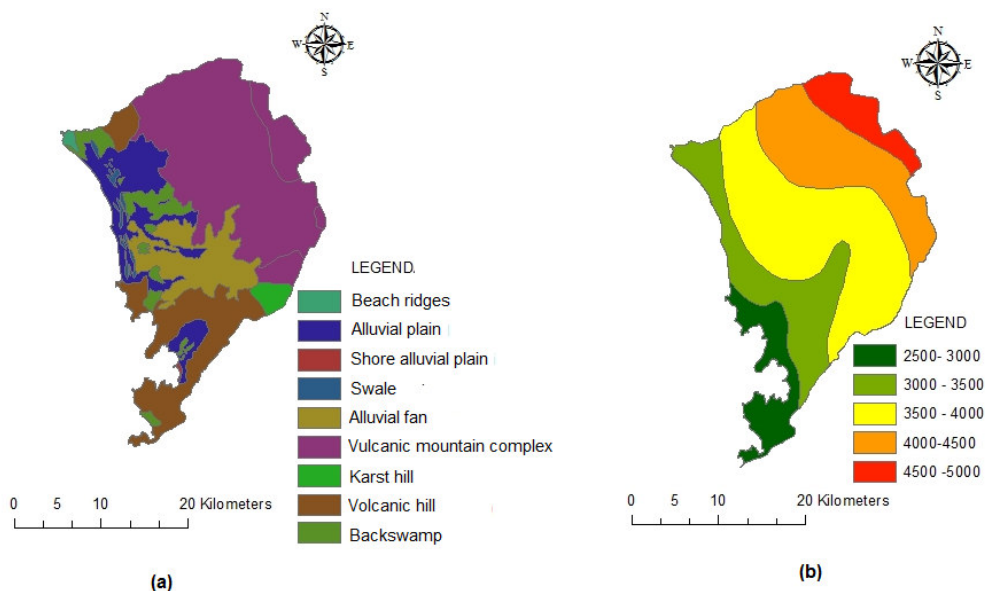 N
W E
S
LEGEND.
Beach ridges
Alluvial plain
Shore alluvial plain
Swale
Alluvial fan
Vulcanic mountain complex
Karst hill
Volcanic hill
Backswamp
0 5 10 20 Kilometers
(a)
N
W E
S
LEGEND
2500- 3000
3000 - 3500
3500 - 4000
4000-4500
4500 -5000
0 5 10 20 Kilometers
(b)